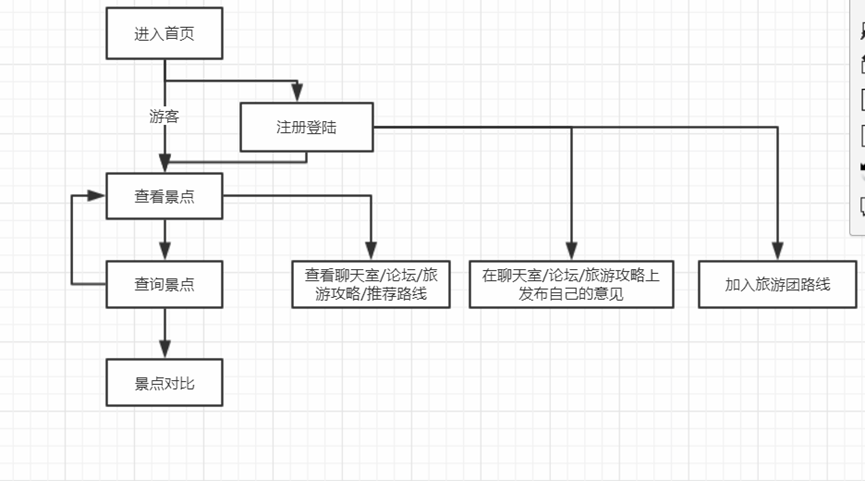 进入首页
游客
注册登陆
查看景点
查询景点
查看聊天室/论坛/旅
游攻略/推荐路线
在聊天室/论坛/旅游攻略上
发布自己的意见
加入旅游团路线
景点对比